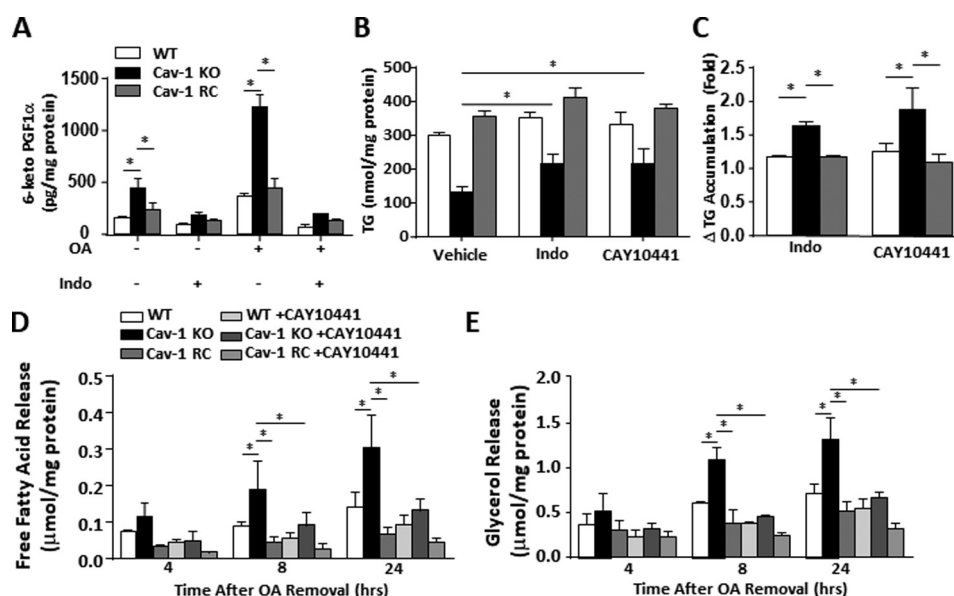 A
WT
Cav-1 KO
Cav-1 RC
6-keto PGF1α
(pg/mg protein)
1500
1000
500
0
* * * *
OA - - + +
Indo - + - +
B
TG (nmol/mg protein)
500
400
300
200
100
0
*
*
Vehicle Indo CAY10441
C
Δ TG Accumulation (Fold)
2.5
2.0
1.5
1.0
0.5
0.0
* * * *
Indo CAY10441
D
WT WT +CAY10441
Cav-1 KO Cav-1 KO +CAY10441
Cav-1 RC Cav-1 RC +CAY10441
Free Fatty Acid Release
(μmol/mg protein)
0.5
0.4
0.3
0.2
0.1
0.0
* * *
* * *
4 8 24
Time After OA Removal (hrs)
E
Glycerol Release
(μmol/mg protein)
2.0
1.5
1.0
0.5
0.0
* * *
* * *
4 8 24
Time After OA Removal (hrs)